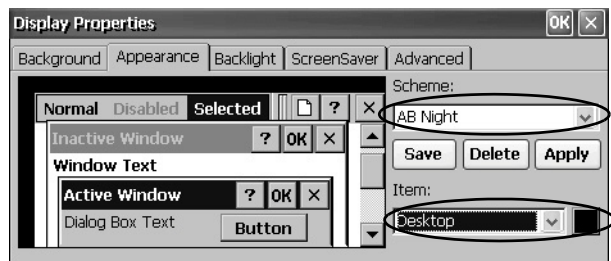 Display Properties OK ×
Background Appearance Backlight ScreenSaver Advanced
Scheme:
Normal Disabled Selected ? ×
AB Night
Inactive Window ? OK ×
Window Text
Save Delete Apply
Active Window ? OK ×
Item:
Dialog Box Text Button
Desktop